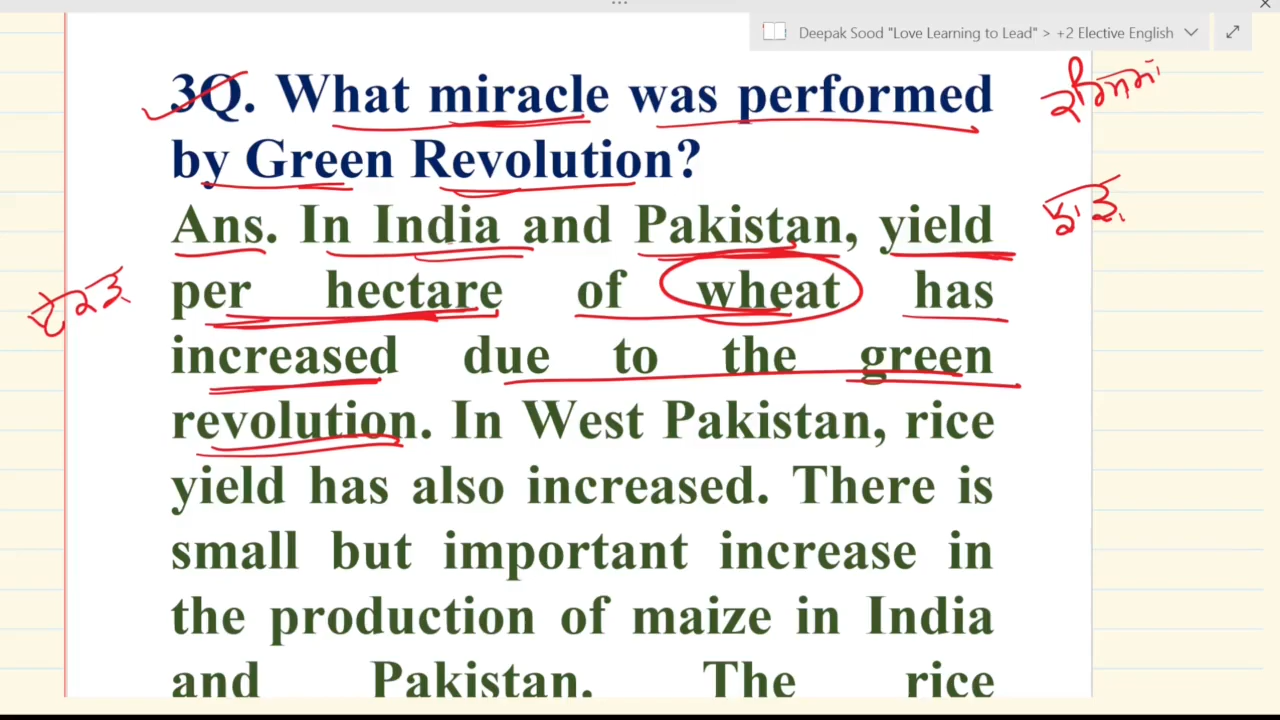 Deepak Sood "Love Learning to Lead" > +2 Elective English
3Q. What miracle was performed
by Green Revolution?
Ans. In India and Pakistan, yield
per hectare of wheat has
increased due to the green
revolution. In West Pakistan, rice
yield has also increased. There is
small but important increase in
the production of maize in India
and Pakistan. The rice